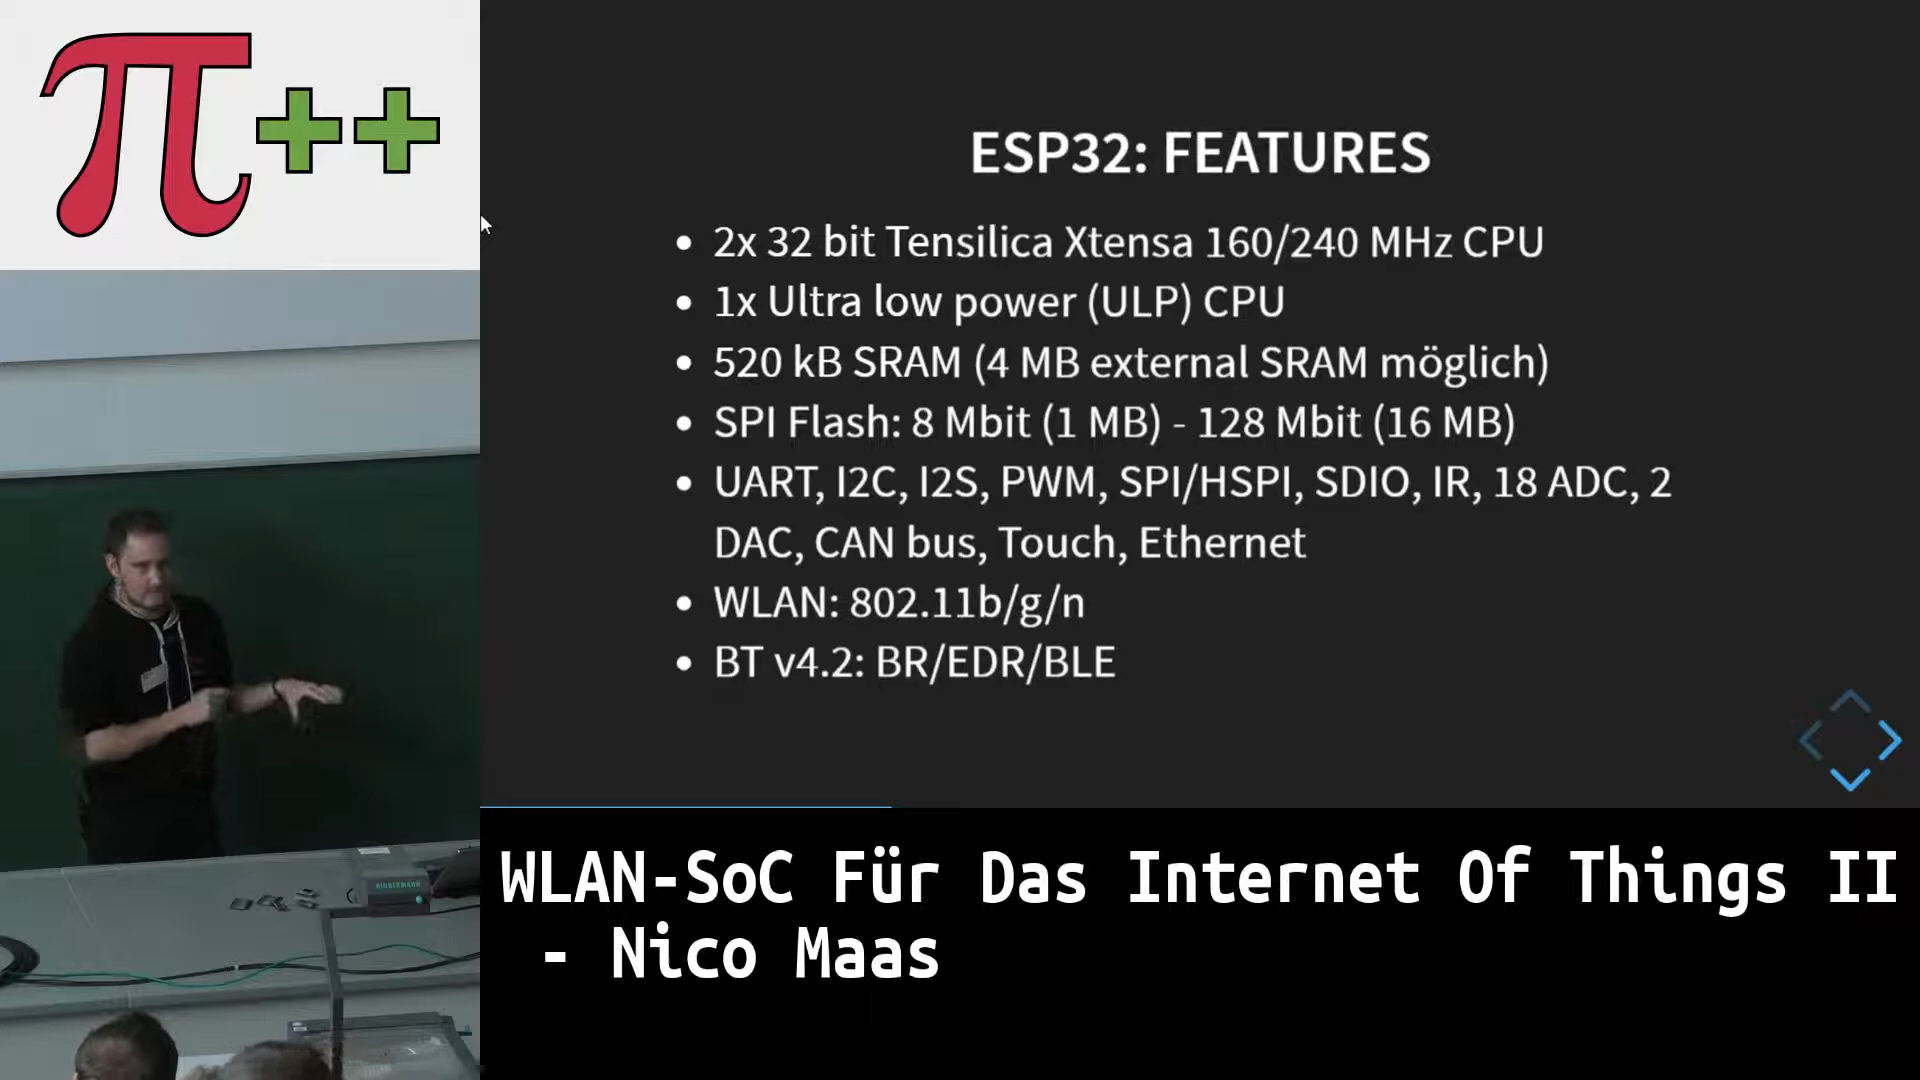 π++
ESP32: FEATURES
• 2x 32 bit Tensilica Xtensa 160/240 MHz CPU
• 1x Ultra low power (ULP) CPU
• 520 kB SRAM (4 MB external SRAM möglich)
• SPI Flash: 8 Mbit (1 MB) - 128 Mbit (16 MB)
• UART, I2C, I2S, PWM, SPI/HSPI, SDIO, IR, 18 ADC, 2
DAC, CAN bus, Touch, Ethernet
• WLAN: 802.11b/g/n
• BT v4.2: BR/EDR/BLE
WLAN-SoC Für Das Internet Of Things II
- Nico Maas